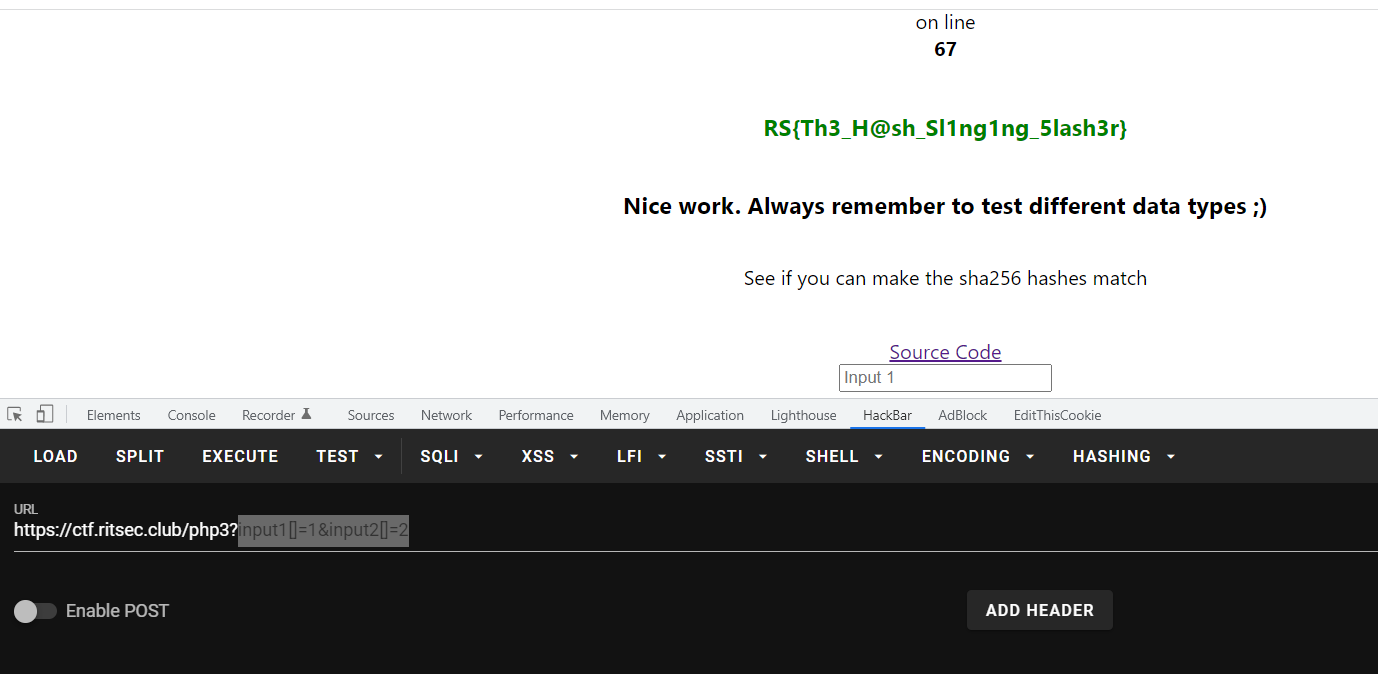 on line
67
RS{Th3_H@sh_Sl1ng1ng_5lash3r}
Nice work. Always remember to test different data types ;)
See if you can make the sha256 hashes match
Source Code
Input 1
Elements Console Recorder Sources Network Performance Memory Application Lighthouse HackBar AdBlock EditThisCookie
LOAD SPLIT EXECUTE TEST SQLI XSS LFI SSTI SHELL ENCODING HASHING
URL
https://ctf.ritsec.club/php3?input1[]=1&input2[]=2
Enable POST ADD HEADER